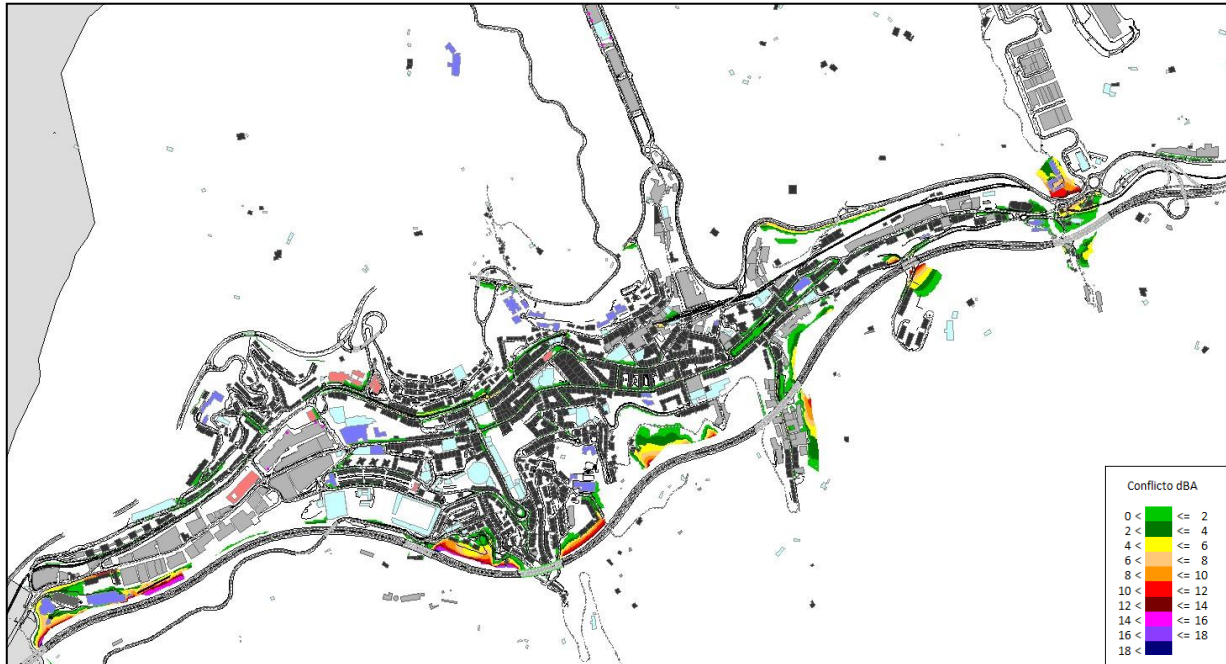 Conflicto dBA
0 < <= 2
2 < <= 4
4 < <= 6
6 < <= 8
8 < <= 10
10 < <= 12
12 < <= 14
14 < <= 16
16 < <= 18
18 <